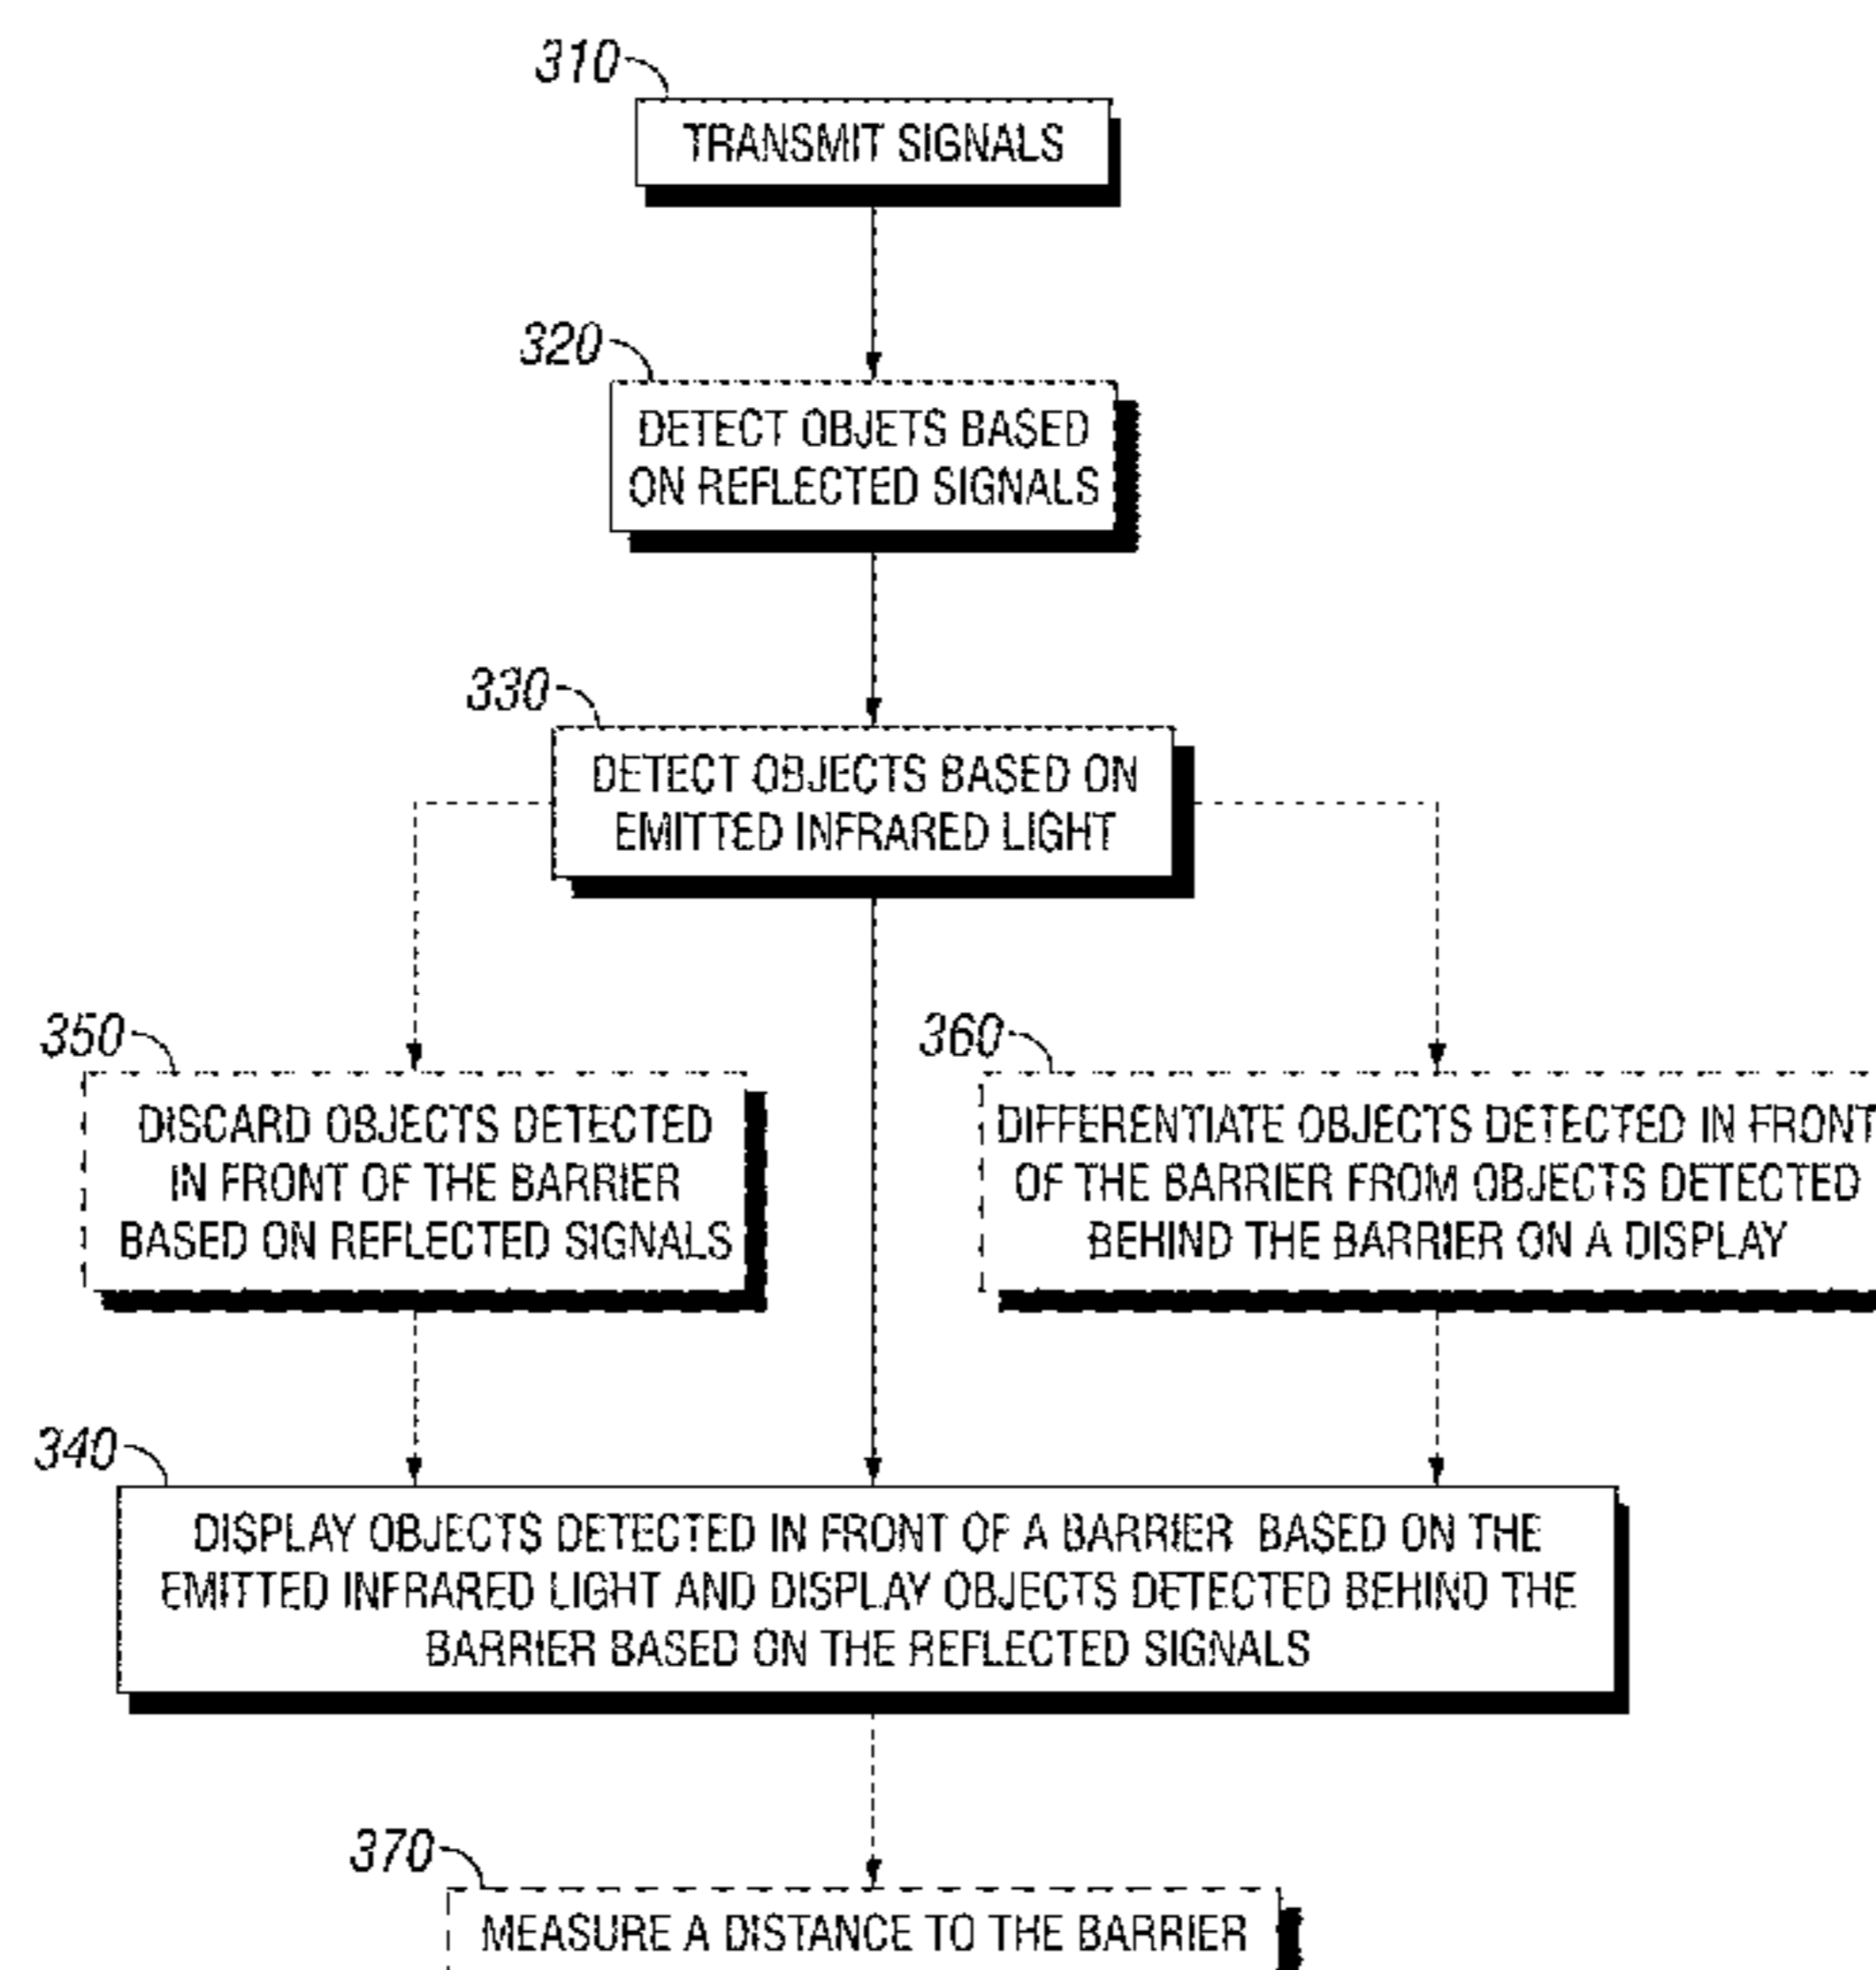 310
TRANSMIT SIGNALS
320
DETECT OBJETS BASED
ON REFLECTED SIGNALS
330
DETECT OBJECTS BASED ON
EMITTED INFRARED LIGHT
350
DISCARD OBJECTS DETECTED
IN FRONT OF THE BARRIER
BASED ON REFLECTED SIGNALS
360
DIFFERENTIATE OBJECTS DETECTED IN FRONT
OF THE BARRIER FROM OBJECTS DETECTED
BEHIND THE BARRIER ON A DISPLAY
340
DISPLAY OBJECTS DETECTED IN FRONT OF A BARRIER BASED ON THE
EMITTED INFRARED LIGHT AND DISPLAY OBJECTS DETECTED BEHIND THE
BARRIER BASED ON THE REFLECTED SIGNALS
370
MEASURE A DISTANCE TO THE BARRIER